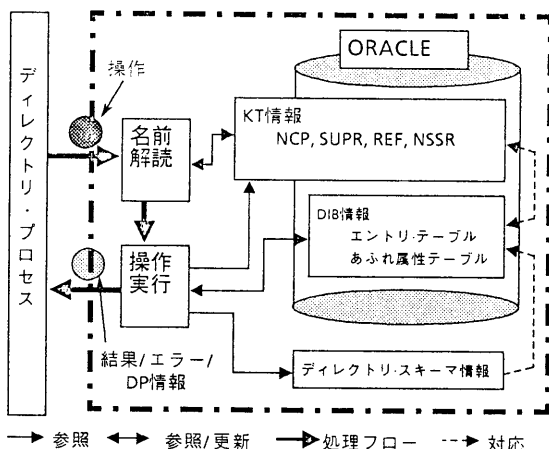 ディレクトリ・プロセス
操作
ORACLE
KT情報
NCP, SUPR, REF, NSSR
名前
解読
DIB情報
エントリ・テーブル
あふれ属性テーブル
操作
実行
結果/エラー/
DP情報
ディレクトリ・スキーマ情報
参照
参照/更新
処理フロー
対応